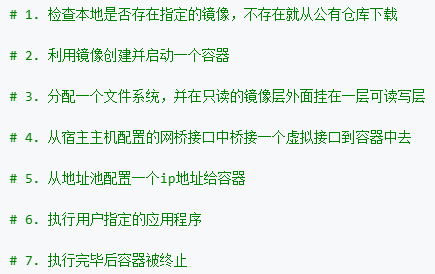 # 1. 检查本地是否存在指定的镜像，不存在就从公有仓库下载
# 2. 利用镜像创建并启动一个容器
# 3. 分配一个文件系统，并在只读的镜像层外面挂在一层可读写层
# 4. 从宿主主机配置的网桥接口中桥接一个虚拟接口到容器中去
# 5. 从地址池配置一个ip地址给容器
# 6. 执行用户指定的应用程序
# 7. 执行完毕后容器被终止